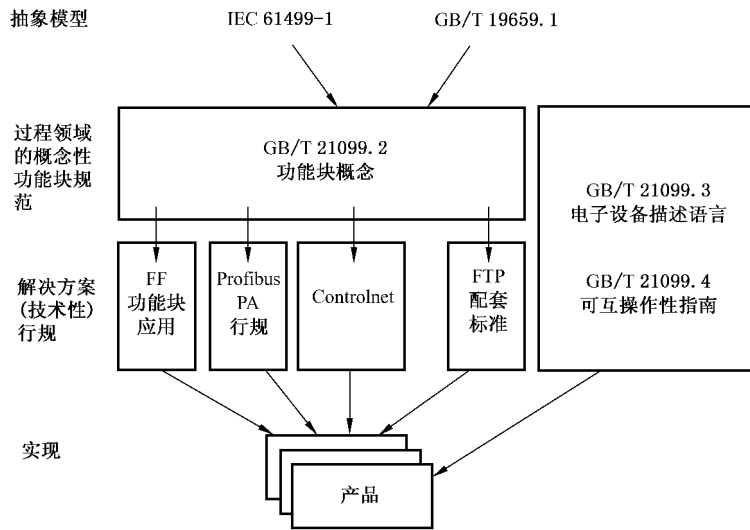 抽象模型
IEC 61499-1
GB/T 19659.1
过程领域
的概念性
功能块规
范
GB/T 21099.2
功能块概念
GB/T 21099.3
电子设备描述语言
GB/T 21099.4
可互操作性指南
解决方案
(技术性)
行规
FF
功能块
应用
Profibus
PA
行规
Controlnet
FTP
配套
标准
实现
产品